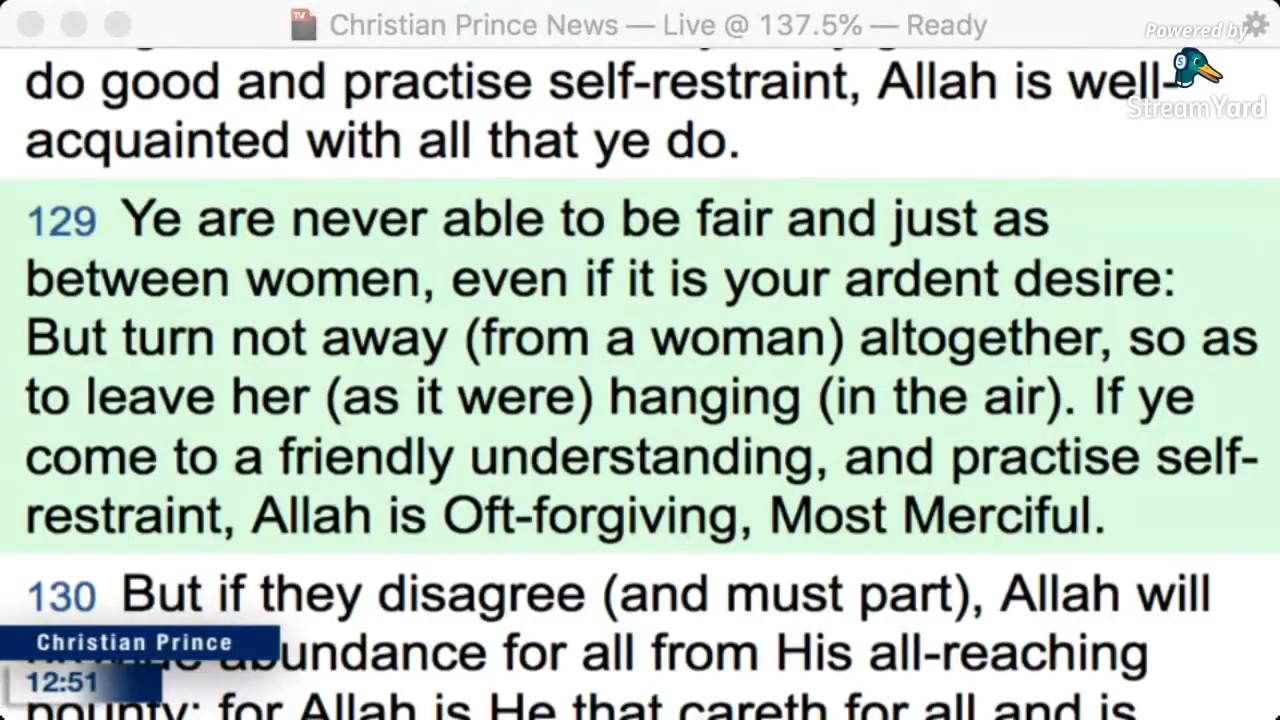 Christian Prince News — Live @ 137.5% — Ready
Powered by
StreamYard
do good and practise self-restraint, Allah is well-
acquainted with all that ye do.
129 Ye are never able to be fair and just as
between women, even if it is your ardent desire:
But turn not away (from a woman) altogether, so as
to leave her (as it were) hanging (in the air). If ye
come to a friendly understanding, and practise self-
restraint, Allah is Oft-forgiving, Most Merciful.
130 But if they disagree (and must part), Allah will
Christian Prince
abundance for all from His all-reaching
12:51
bounty: for Allah is He that careth for all and is